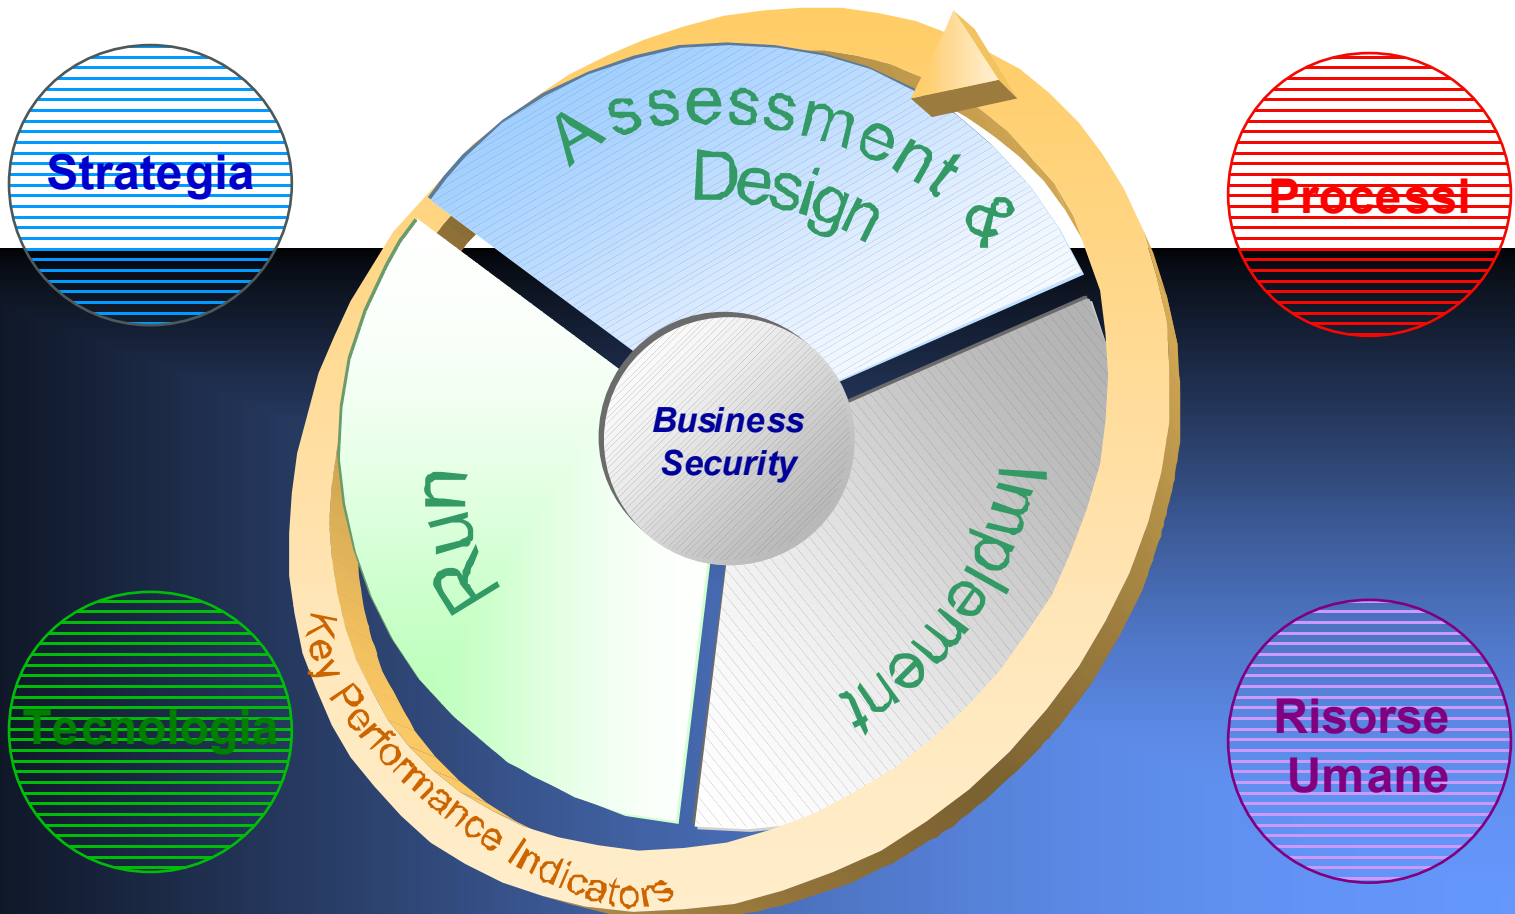 Strategia
Processi
Assessment &
Design
Business
Security
Run
Implement
Tecnologia
Risorse
Umane
Key Performance Indicators